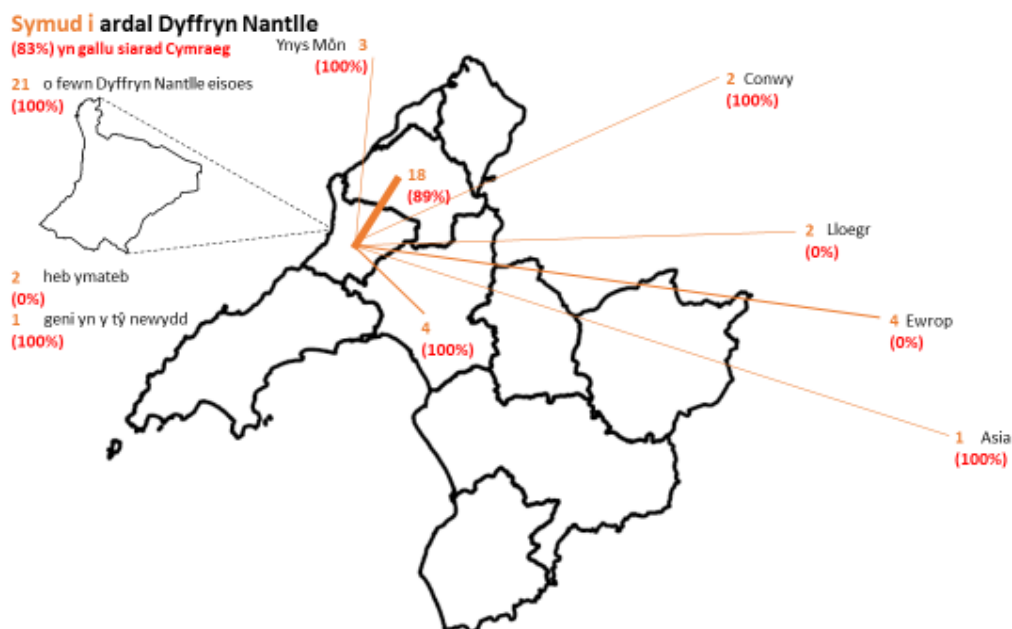 Symud i ardal Dyffryn Nantlle
(83%) yn gallu siarad Cymraeg
Ynys Môn 3
(100%)
21 o fewn Dyffryn Nantlle eisoes
(100%)
2 Conwy
(100%)
18
(89%)
2 Lloegr
(0%)
2 heb ymateb
(0%)
1 geni yn y tŷ newydd
(100%)
4
(100%)
4 Ewrop
(0%)
1 Asia
(100%)